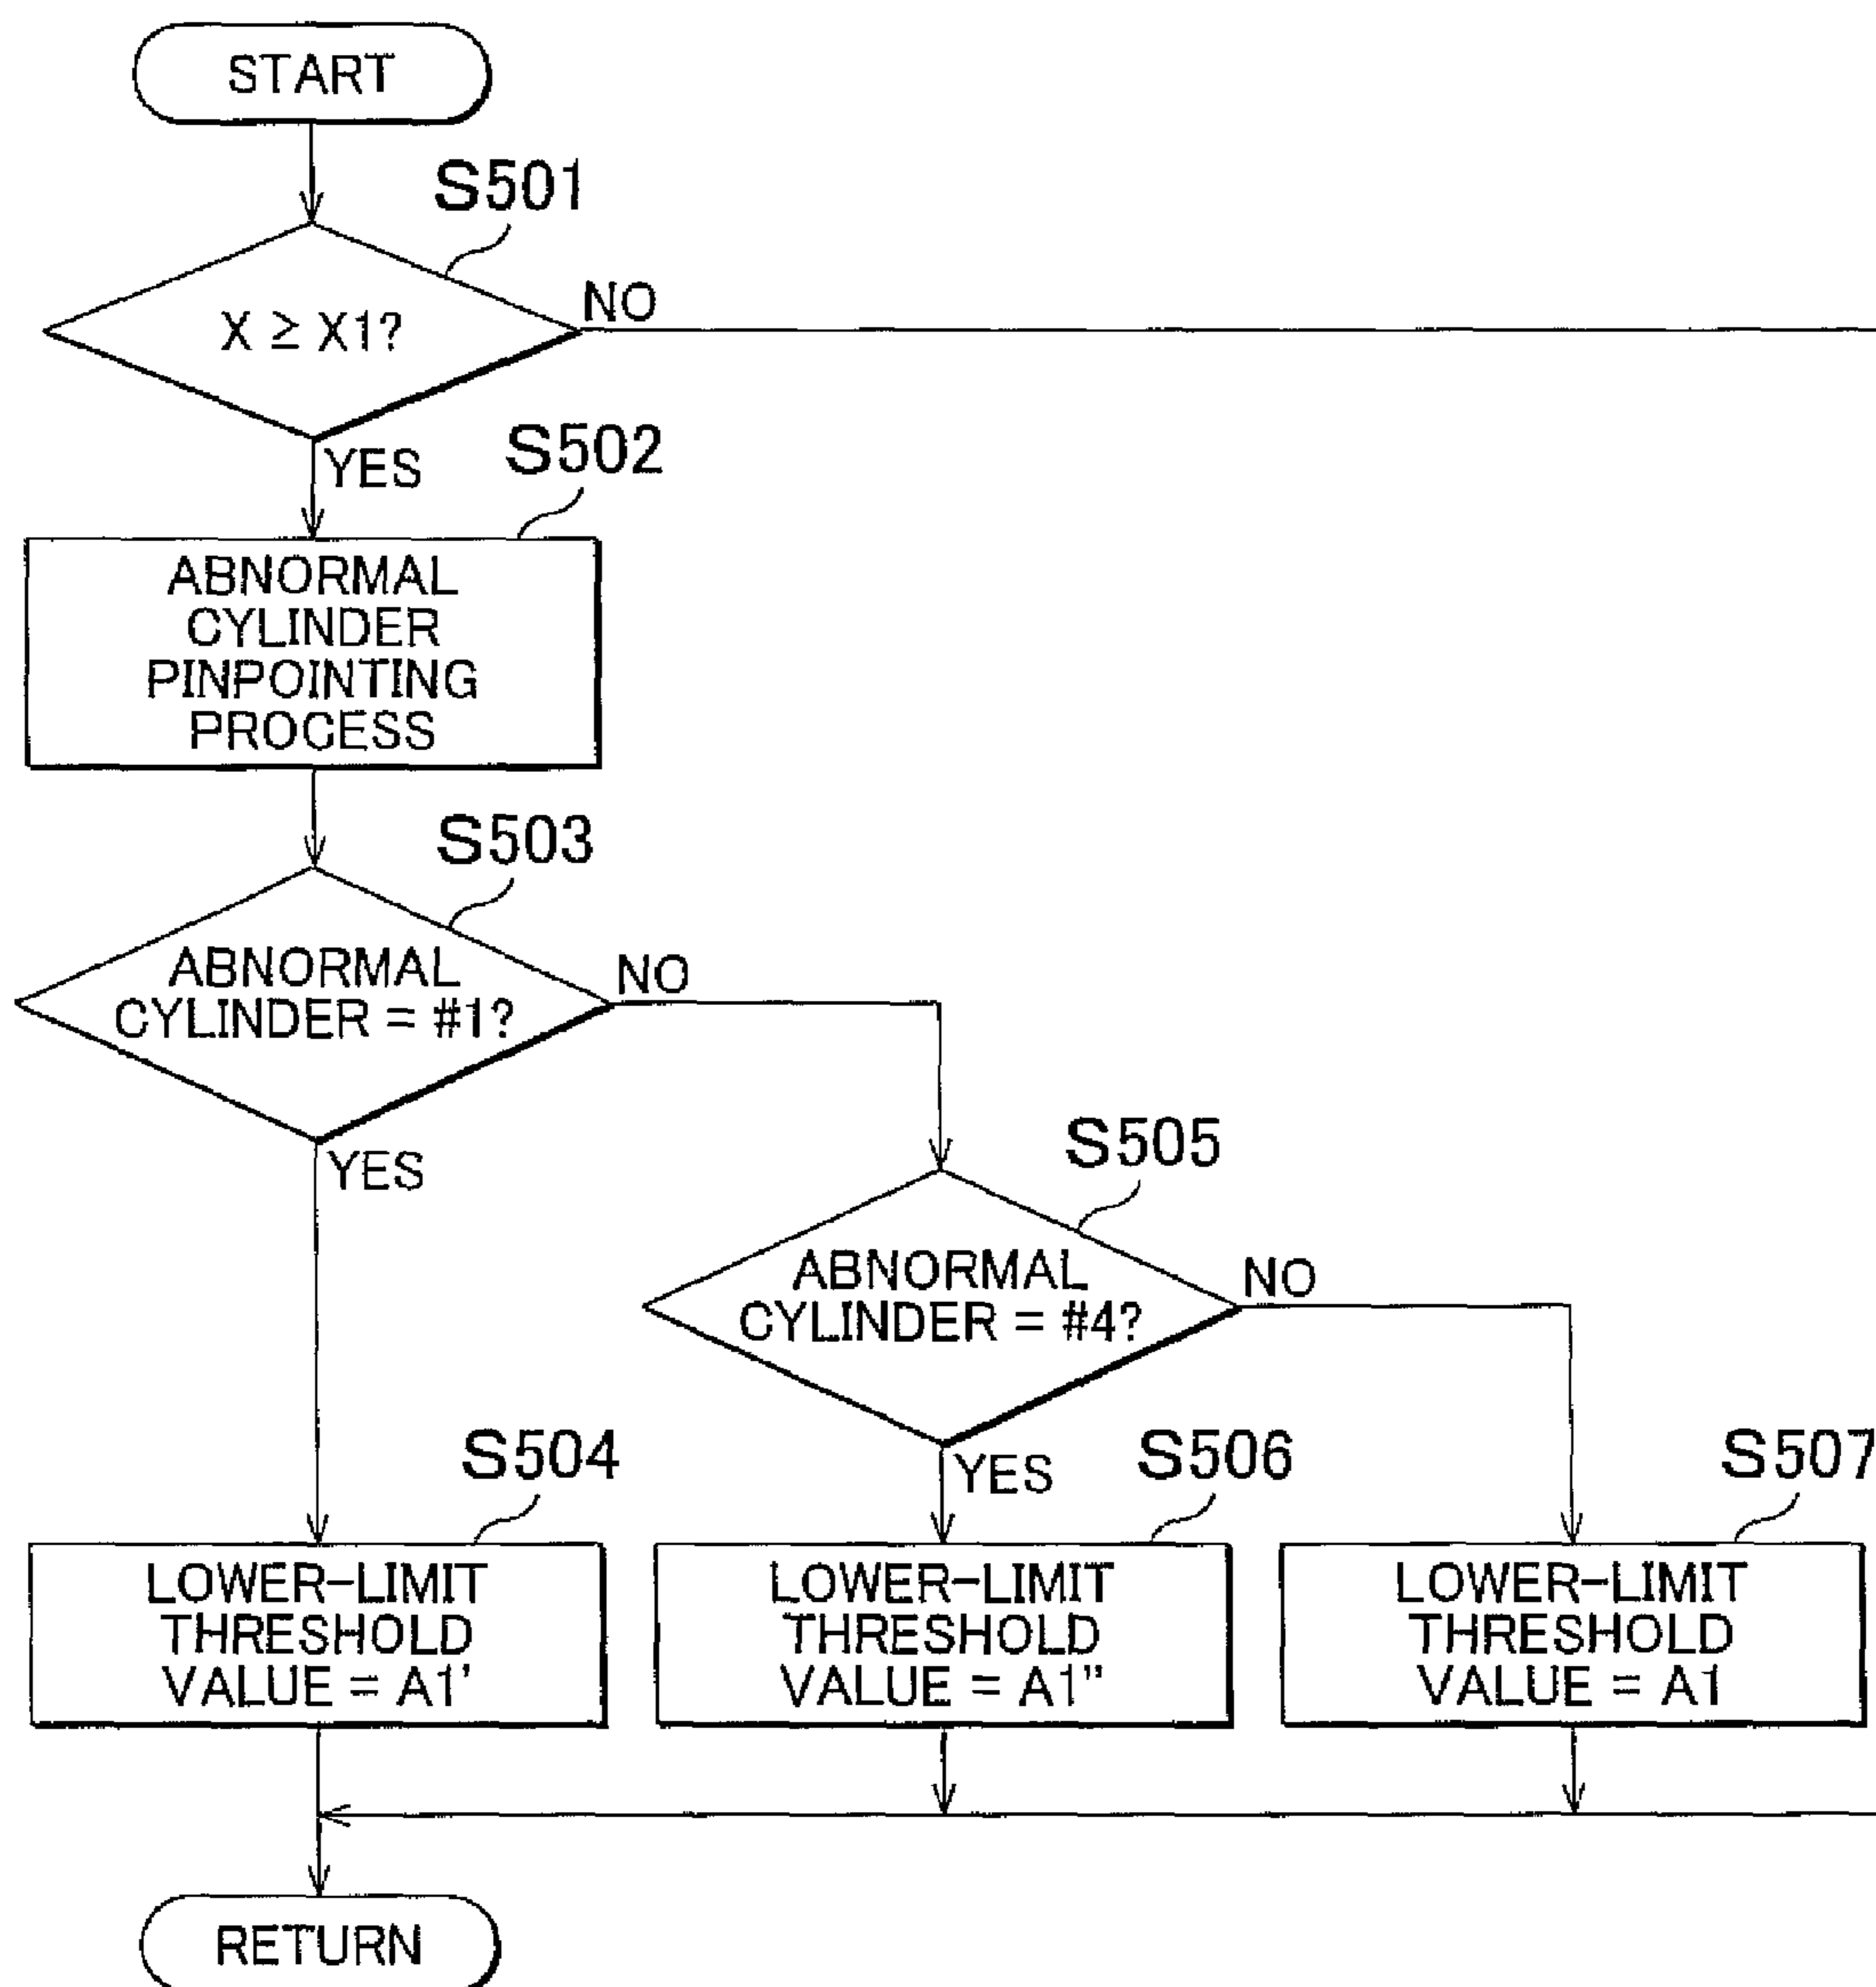 START
S501
X ≥ X1?
NO
YES
S502
ABNORMAL
CYLINDER
PINPOINTING
PROCESS
S503
ABNORMAL
CYLINDER = #1?
NO
YES
S505
ABNORMAL
CYLINDER = #4?
NO
YES
S504
LOWER-LIMIT
THRESHOLD
VALUE = A1'
S506
LOWER-LIMIT
THRESHOLD
VALUE = A1"
S507
LOWER-LIMIT
THRESHOLD
VALUE = A1
RETURN